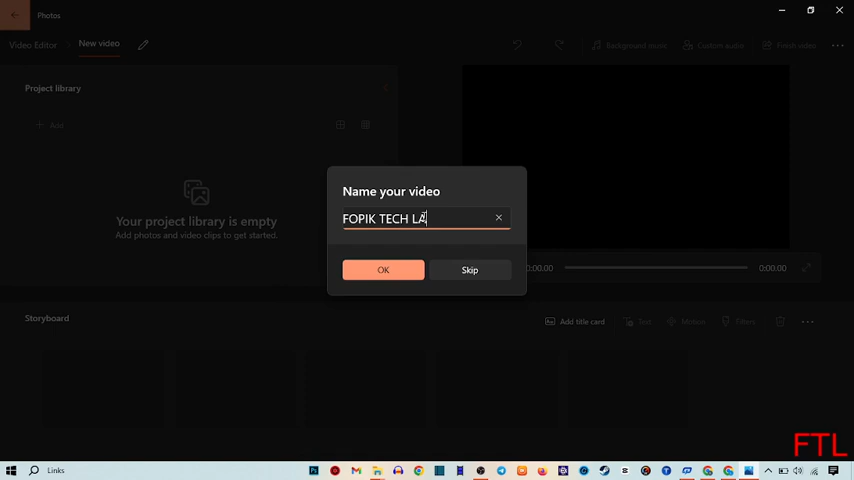 Photos
Video Editor
New video
Background music
Custom audio
Finish video
Project library
Add
Your project library is empty
Add photos and video clips to get started.
Name your video
FOPIK TECH LA
OK
Skip
0:00.00
0:00.00
Storyboard
Add title card
Text
Motion
Filters
FTL
Links